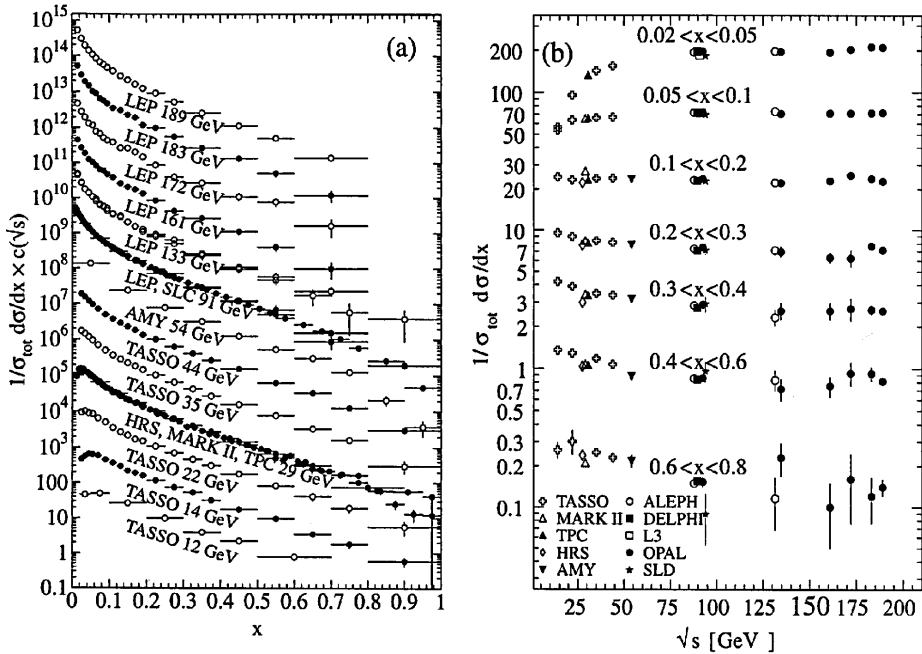 (a)
1/σtot dσ/dx × c(√s)
10^15
10^14
10^13
10^12
10^11
10^10
10^9
10^8
10^7
10^6
10^5
10^4
10^3
100
10
1
0.1
LEP 189 GeV
LEP 183 GeV
LEP 172 GeV
LEP 161 GeV
LEP 133 GeV
LEP, SLC 91 GeV
AMY 54 GeV
TASSO 44 GeV
TASSO 35 GeV
HRS, MARK II, TPC 29 GeV
TASSO 22 GeV
TASSO 14 GeV
TASSO 12 GeV
0 0.1 0.2 0.3 0.4 0.5 0.6 0.7 0.8 0.9 1
x
(b)
1/σtot dσ/dx
200
100
70
50
30
20
10
7
5
3
2
1
0.7
0.5
0.3
0.2
0.1
0.02<x<0.05
0.05<x<0.1
0.1<x<0.2
0.2<x<0.3
0.3<x<0.4
0.4<x<0.6
0.6<x<0.8
TASSO ALEPH
MARK II DELPHI
TPC L3
HRS OPAL
AMY SLD
25 50 75 100 125 150 175 200
√s [GeV]